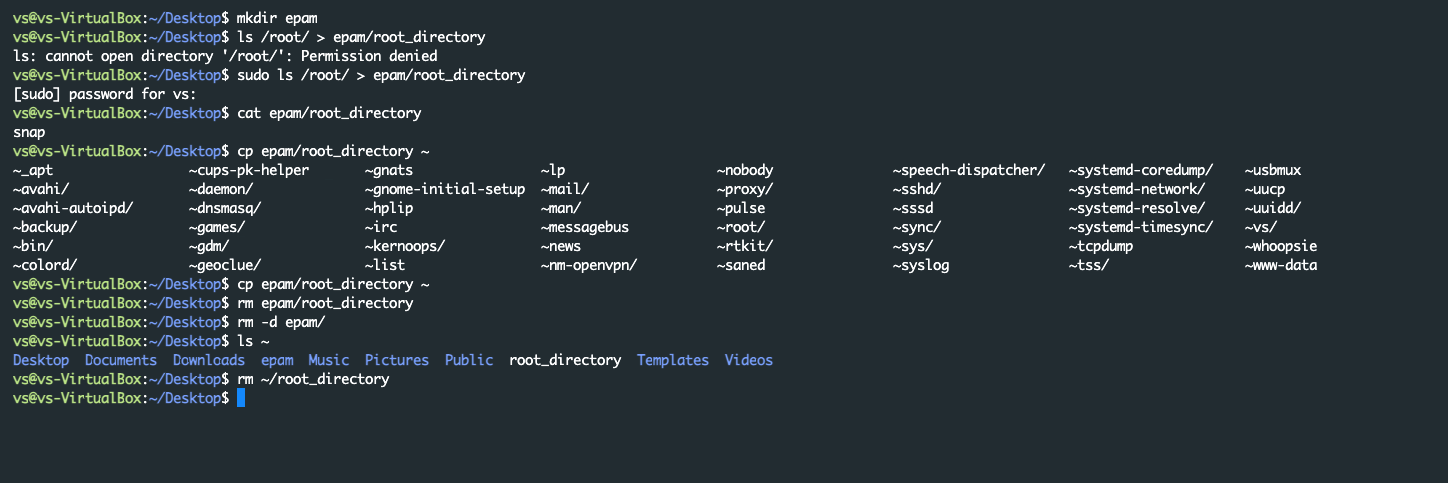 vs@vs-VirtualBox:~/Desktop$ mkdir epam
vs@vs-VirtualBox:~/Desktop$ ls /root/ > epam/root_directory
ls: cannot open directory '/root/': Permission denied
vs@vs-VirtualBox:~/Desktop$ sudo ls /root/ > epam/root_directory
[sudo] password for vs:
vs@vs-VirtualBox:~/Desktop$ cat epam/root_directory
snap
vs@vs-VirtualBox:~/Desktop$ cp epam/root_directory ~
~_apt ~cups-pk-helper ~gnats ~lp ~nobody ~speech-dispatcher/ ~systemd-coredump/ ~usbmux
~avahi/ ~daemon/ ~gnome-initial-setup ~mail/ ~proxy/ ~sshd/ ~systemd-network/ ~uucp
~avahi-autoipd/ ~dnsmasq/ ~hplip ~man/ ~pulse ~sssd ~systemd-resolve/ ~uuidd/
~backup/ ~games/ ~irc ~messagebus ~root/ ~sync/ ~systemd-timesync/ ~vs/
~bin/ ~gdm/ ~kernoops/ ~news ~rtkit/ ~sys/ ~tcpdump ~whoopsie
~colord/ ~geoclue/ ~list ~nm-openvpn/ ~saned ~syslog ~tss/ ~www-data
vs@vs-VirtualBox:~/Desktop$ cp epam/root_directory ~
vs@vs-VirtualBox:~/Desktop$ rm epam/root_directory
vs@vs-VirtualBox:~/Desktop$ rm -d epam/
vs@vs-VirtualBox:~/Desktop$ ls ~
Desktop Documents Downloads epam Music Pictures Public root_directory Templates Videos
vs@vs-VirtualBox:~/Desktop$ rm ~/root_directory
vs@vs-VirtualBox:~/Desktop$